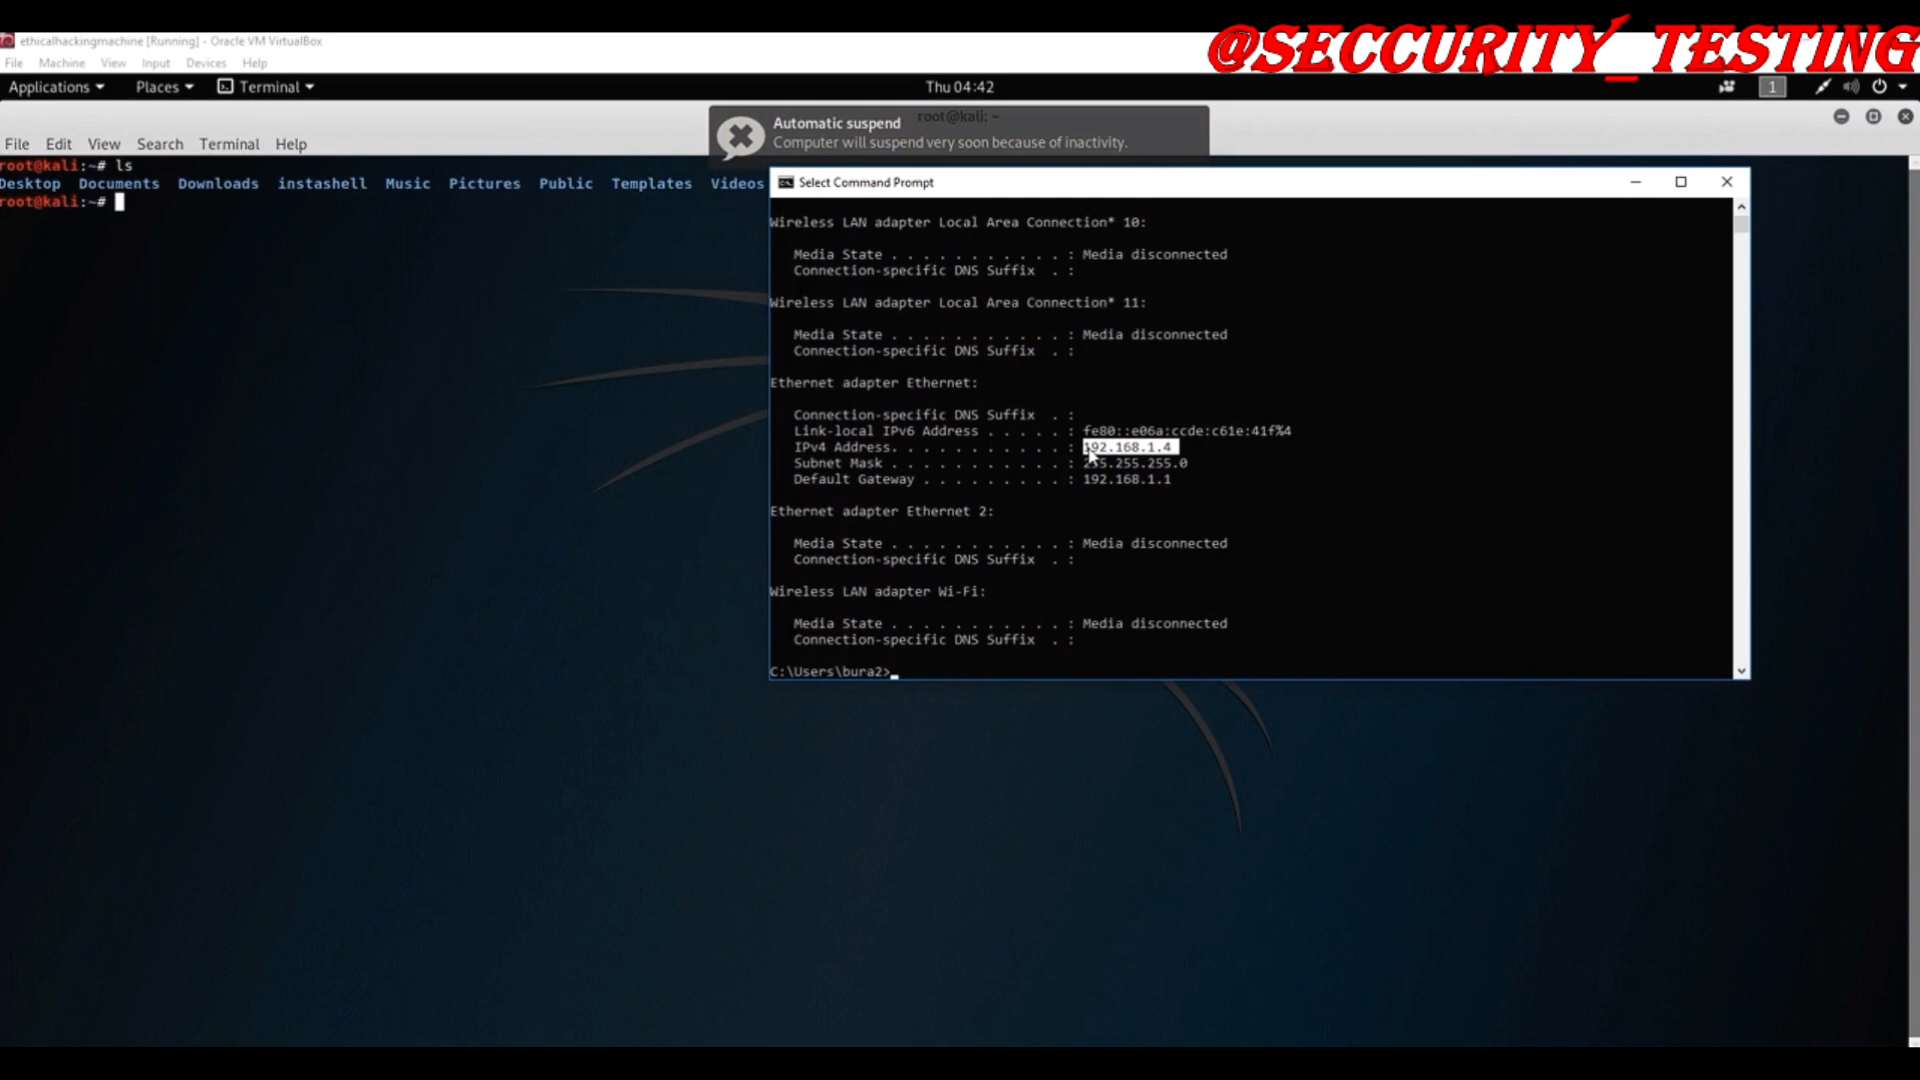 ethicalhackingmachine [Running] - Oracle VM VirtualBox
@SECCURITY_TESTING
File Machine View Input Devices Help
Applications Places Terminal Thu 04:42 1
root@kali: ~
Automatic suspend
Computer will suspend very soon because of inactivity.
File Edit View Search Terminal Help
root@kali:~# ls
Desktop Documents Downloads instashell Music Pictures Public Templates Videos
root@kali:~#
Select Command Prompt
Wireless LAN adapter Local Area Connection* 10:
Media State . . . . . . . . . . . : Media disconnected
Connection-specific DNS Suffix . :
Wireless LAN adapter Local Area Connection* 11:
Media State . . . . . . . . . . . : Media disconnected
Connection-specific DNS Suffix . :
Ethernet adapter Ethernet:
Connection-specific DNS Suffix . :
Link-local IPv6 Address . . . . . : fe80::e06a:ccde:c61e:41f%4
IPv4 Address. . . . . . . . . . . : 192.168.1.4
Subnet Mask . . . . . . . . . . . : 255.255.255.0
Default Gateway . . . . . . . . . : 192.168.1.1
Ethernet adapter Ethernet 2:
Media State . . . . . . . . . . . : Media disconnected
Connection-specific DNS Suffix . :
Wireless LAN adapter Wi-Fi:
Media State . . . . . . . . . . . : Media disconnected
Connection-specific DNS Suffix . :
C:\Users\bura2>